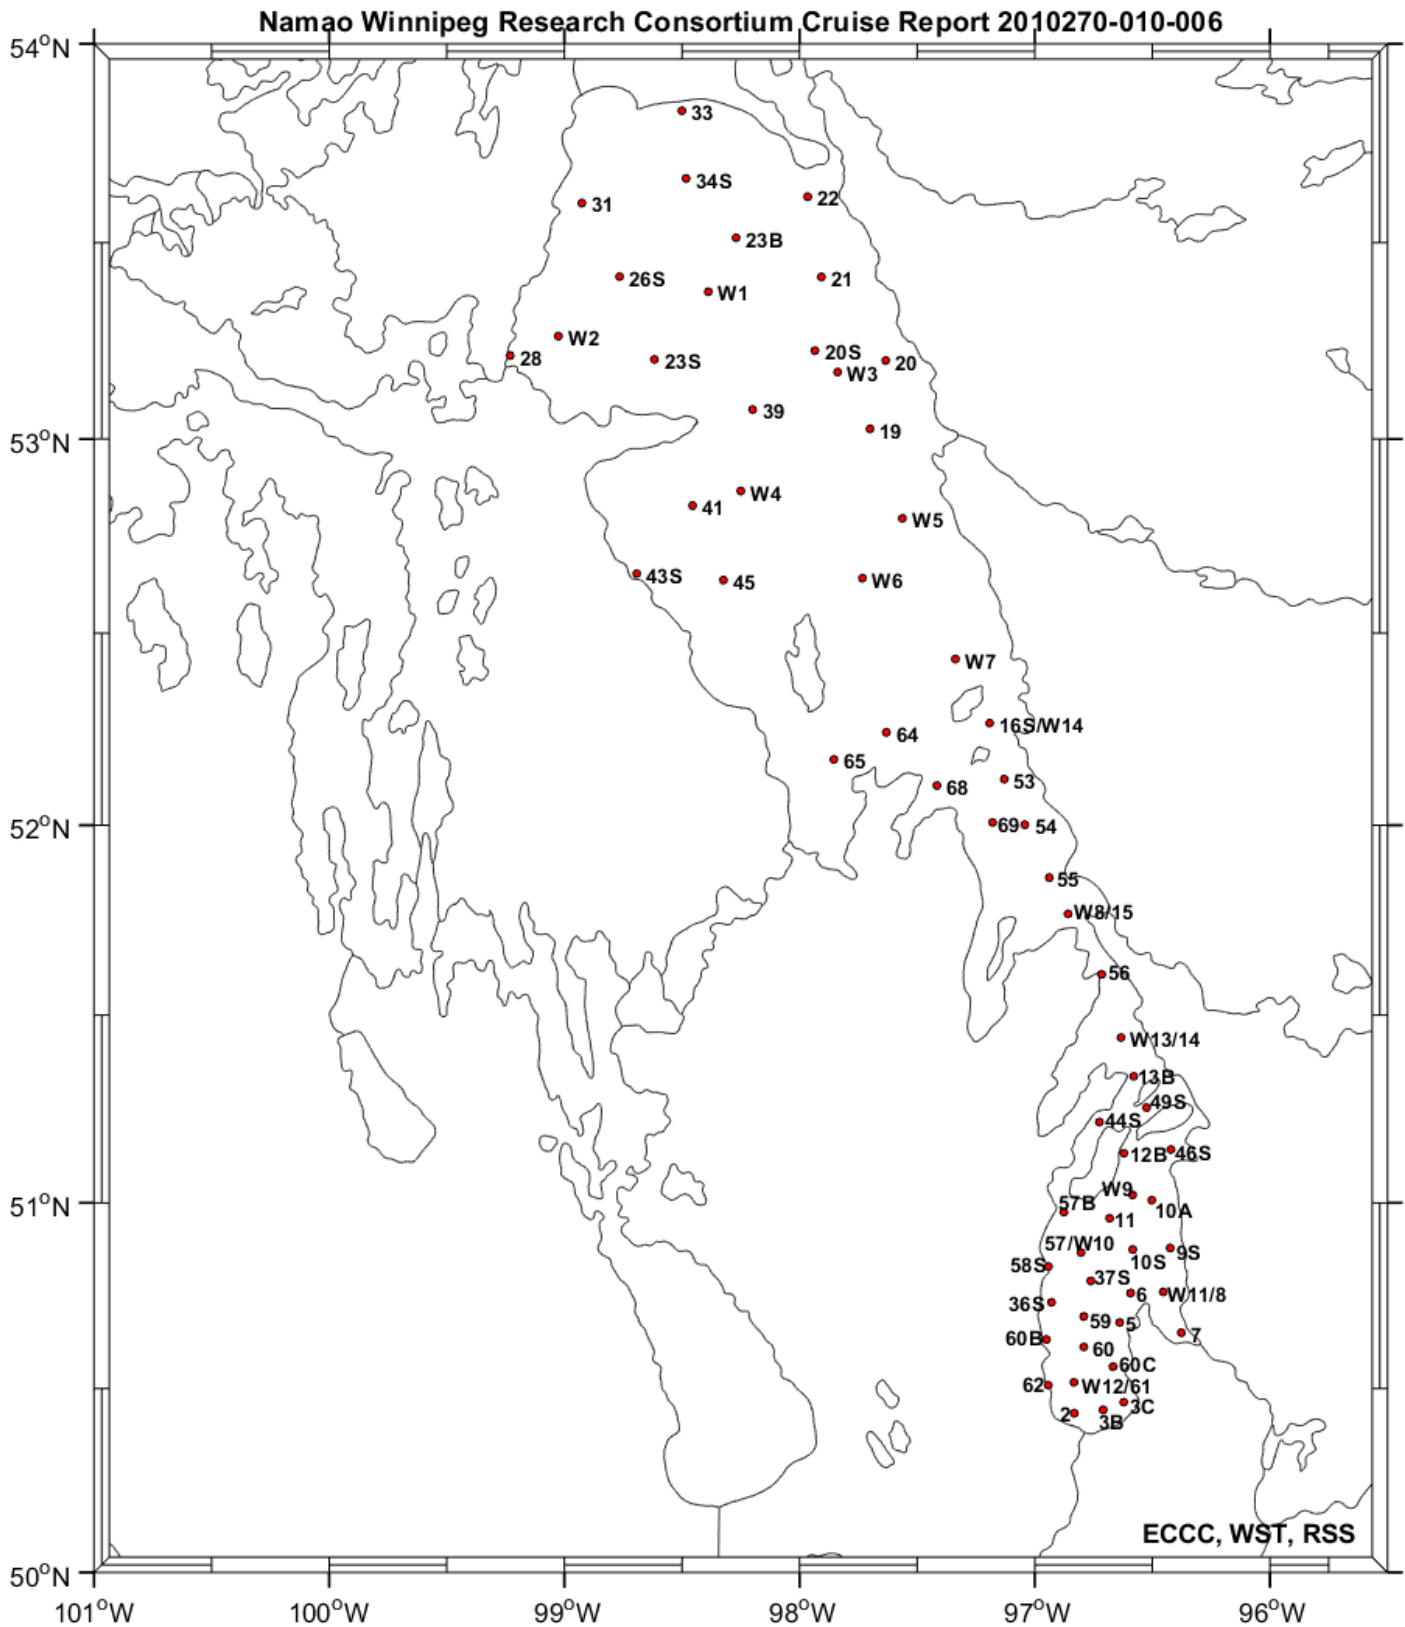 Namao Winnipeg Research Consortium Cruise Report 2010270-010-006
54°N
33
34S
31
22
23B
26S
21
W1
W2
28
23S
20S
20
W3
39
19
53°N
W4
41
W5
43S
45
W6
W7
16S/W14
64
65
53
68
52°N
69
54
55
W8/15
56
W13/14
13B
49S
44S
12B
46S
W9
51°N
57B
10A
11
57/W10
9S
10S
58S
37S
6
W11/8
36S
59
5
7
60B
60
60C
62
W12/61
3C
2
3B
ECCC, WST, RSS
50°N
101°W
100°W
99°W
98°W
97°W
96°W